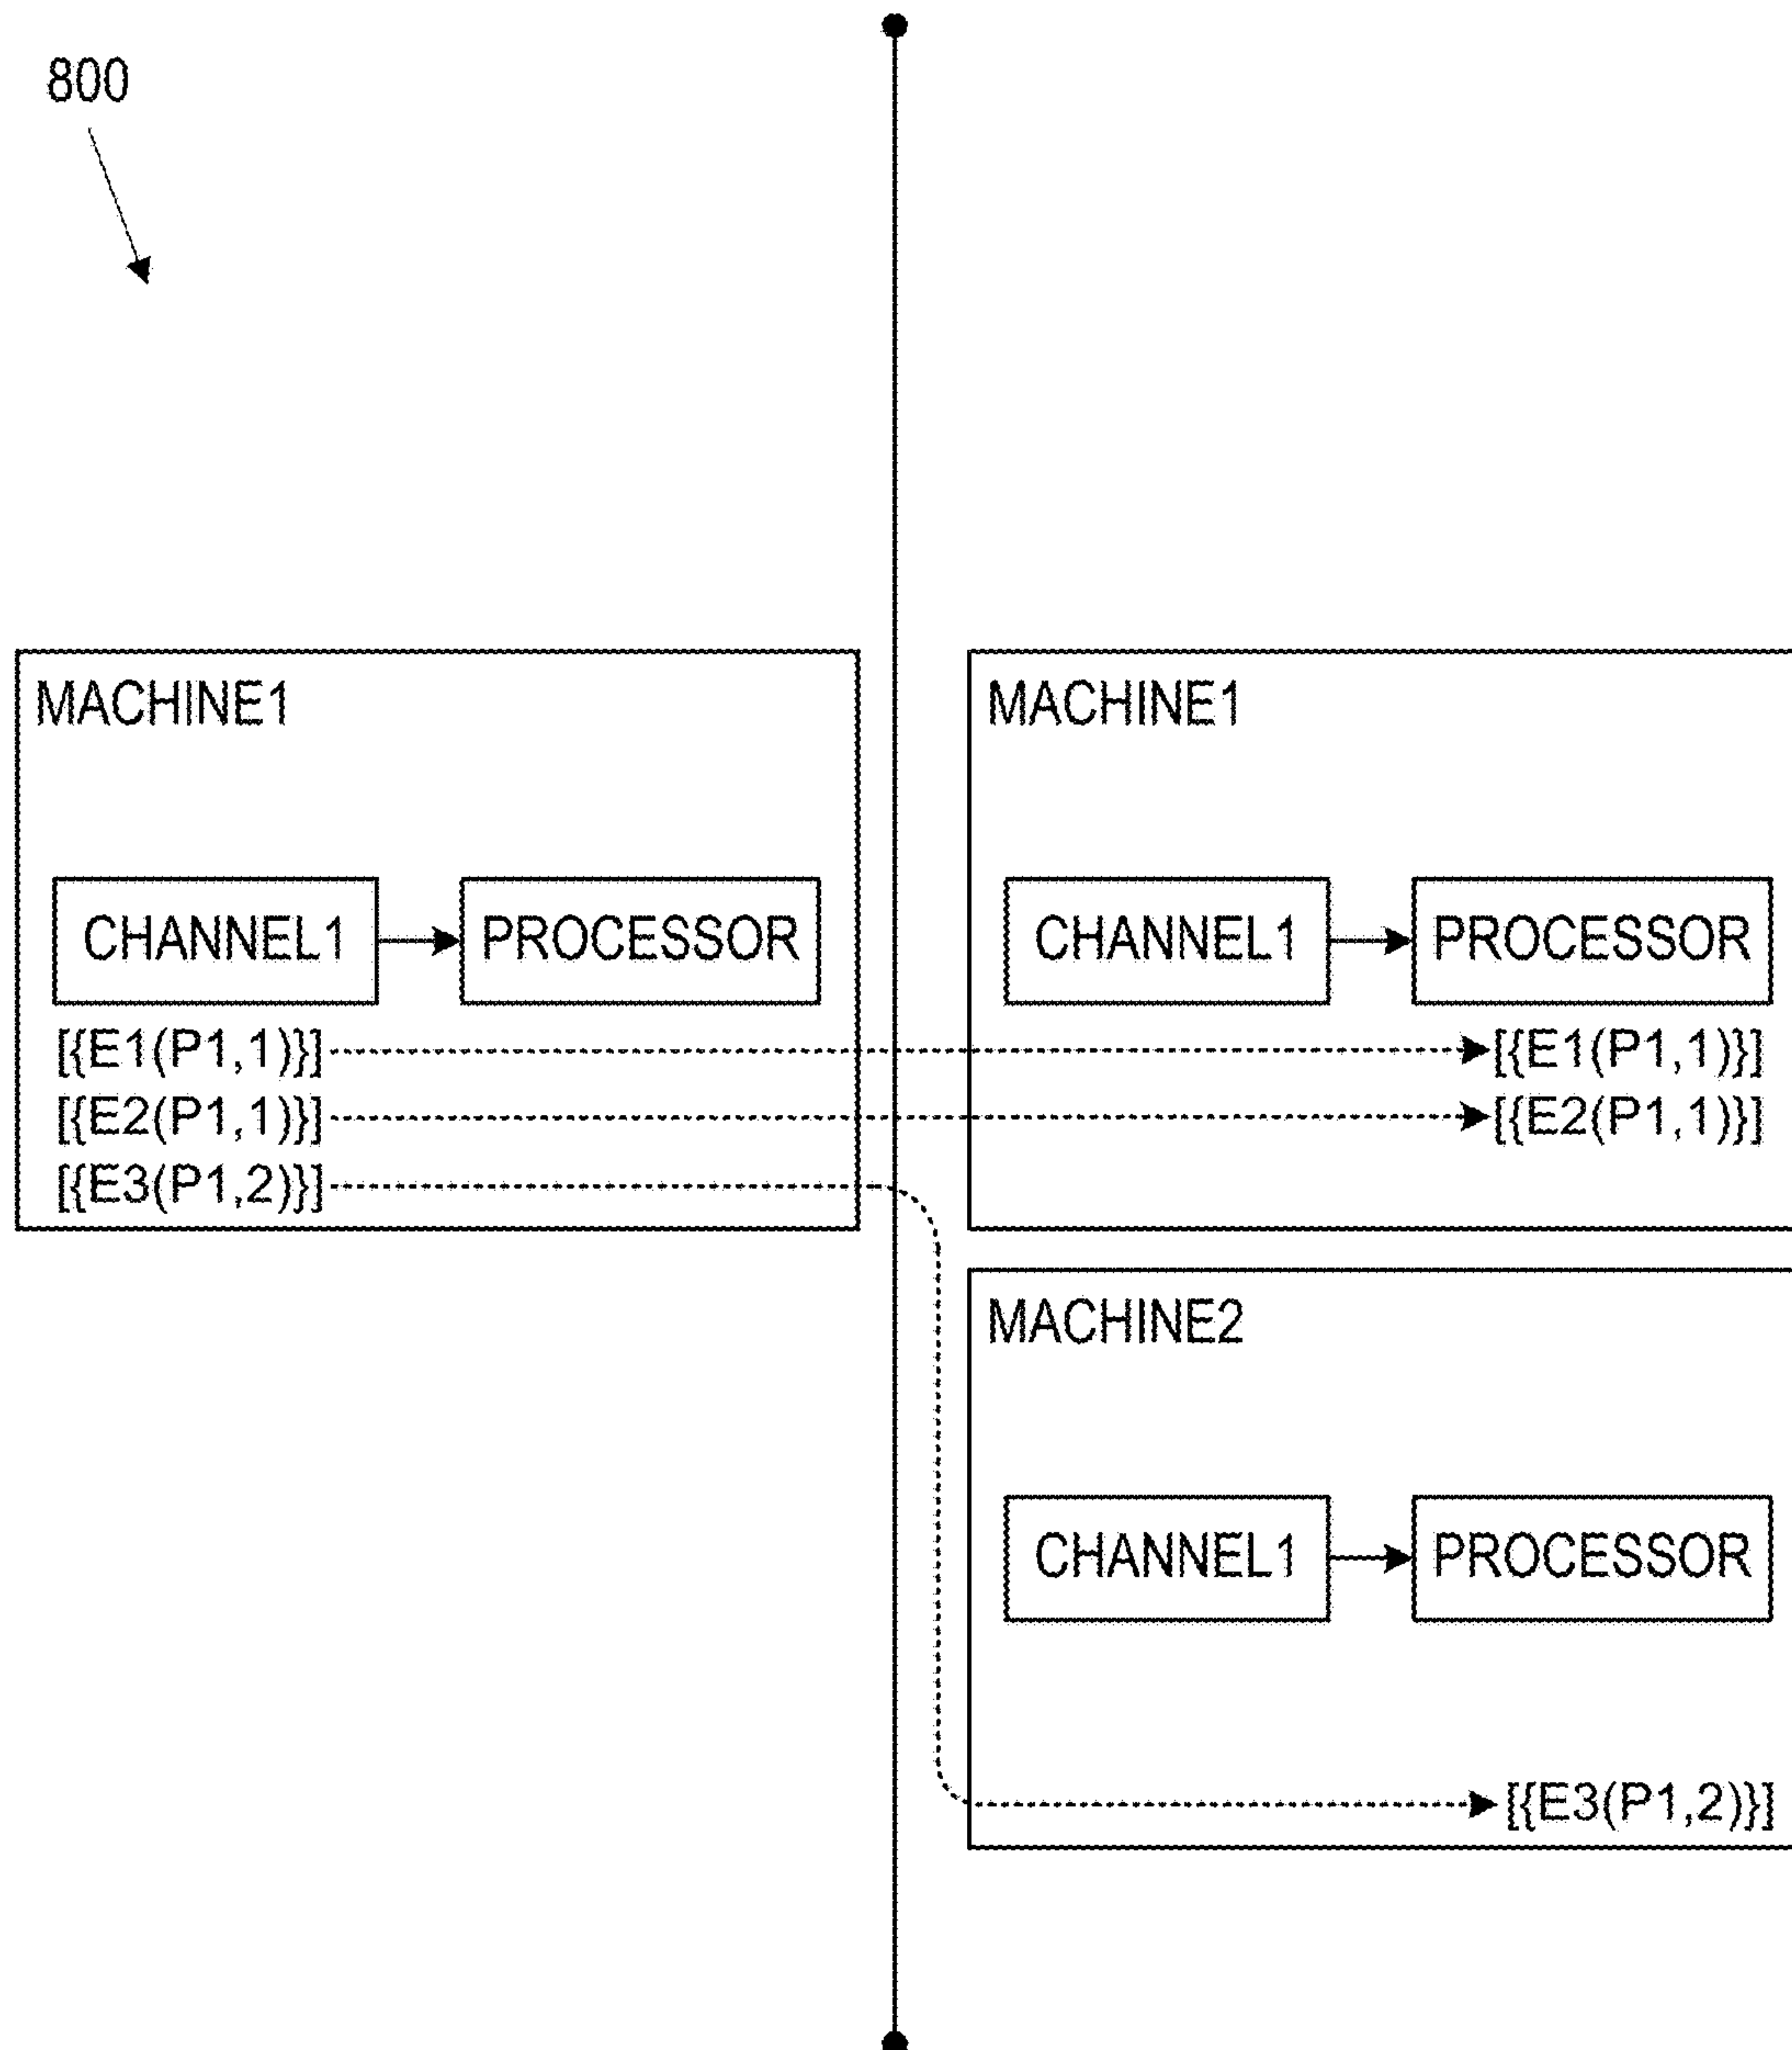 800
MACHINE1
CHANNEL1
PROCESSOR
[{E1(P1,1)}]
[{E2(P1,1)}]
[{E3(P1,2)}]
MACHINE1
CHANNEL1
PROCESSOR
[{E1(P1,1)}]
[{E2(P1,1)}]
MACHINE2
CHANNEL1
PROCESSOR
[{E3(P1,2)}]